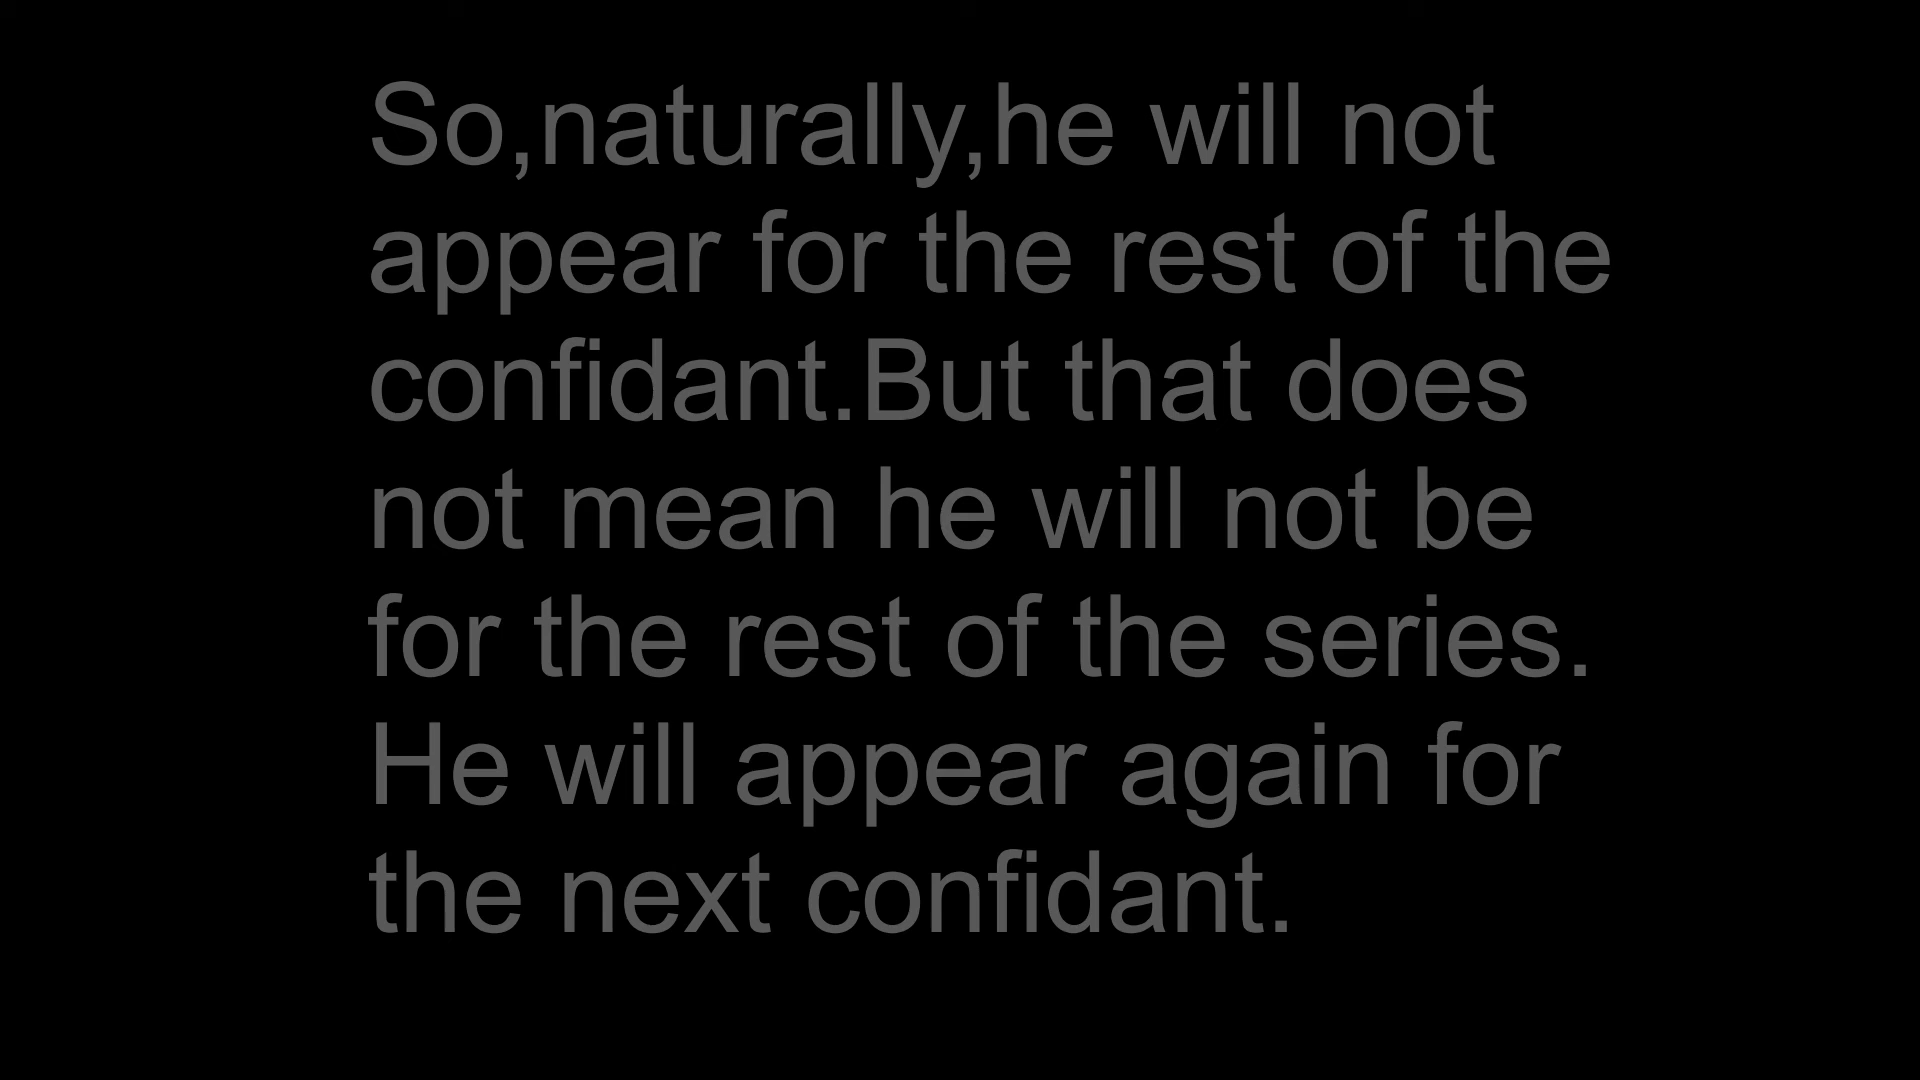 So,naturally,he will not
appear for the rest of the
confidant.But that does
not mean he will not be
for the rest of the series.
He will appear again for
the next confidant.